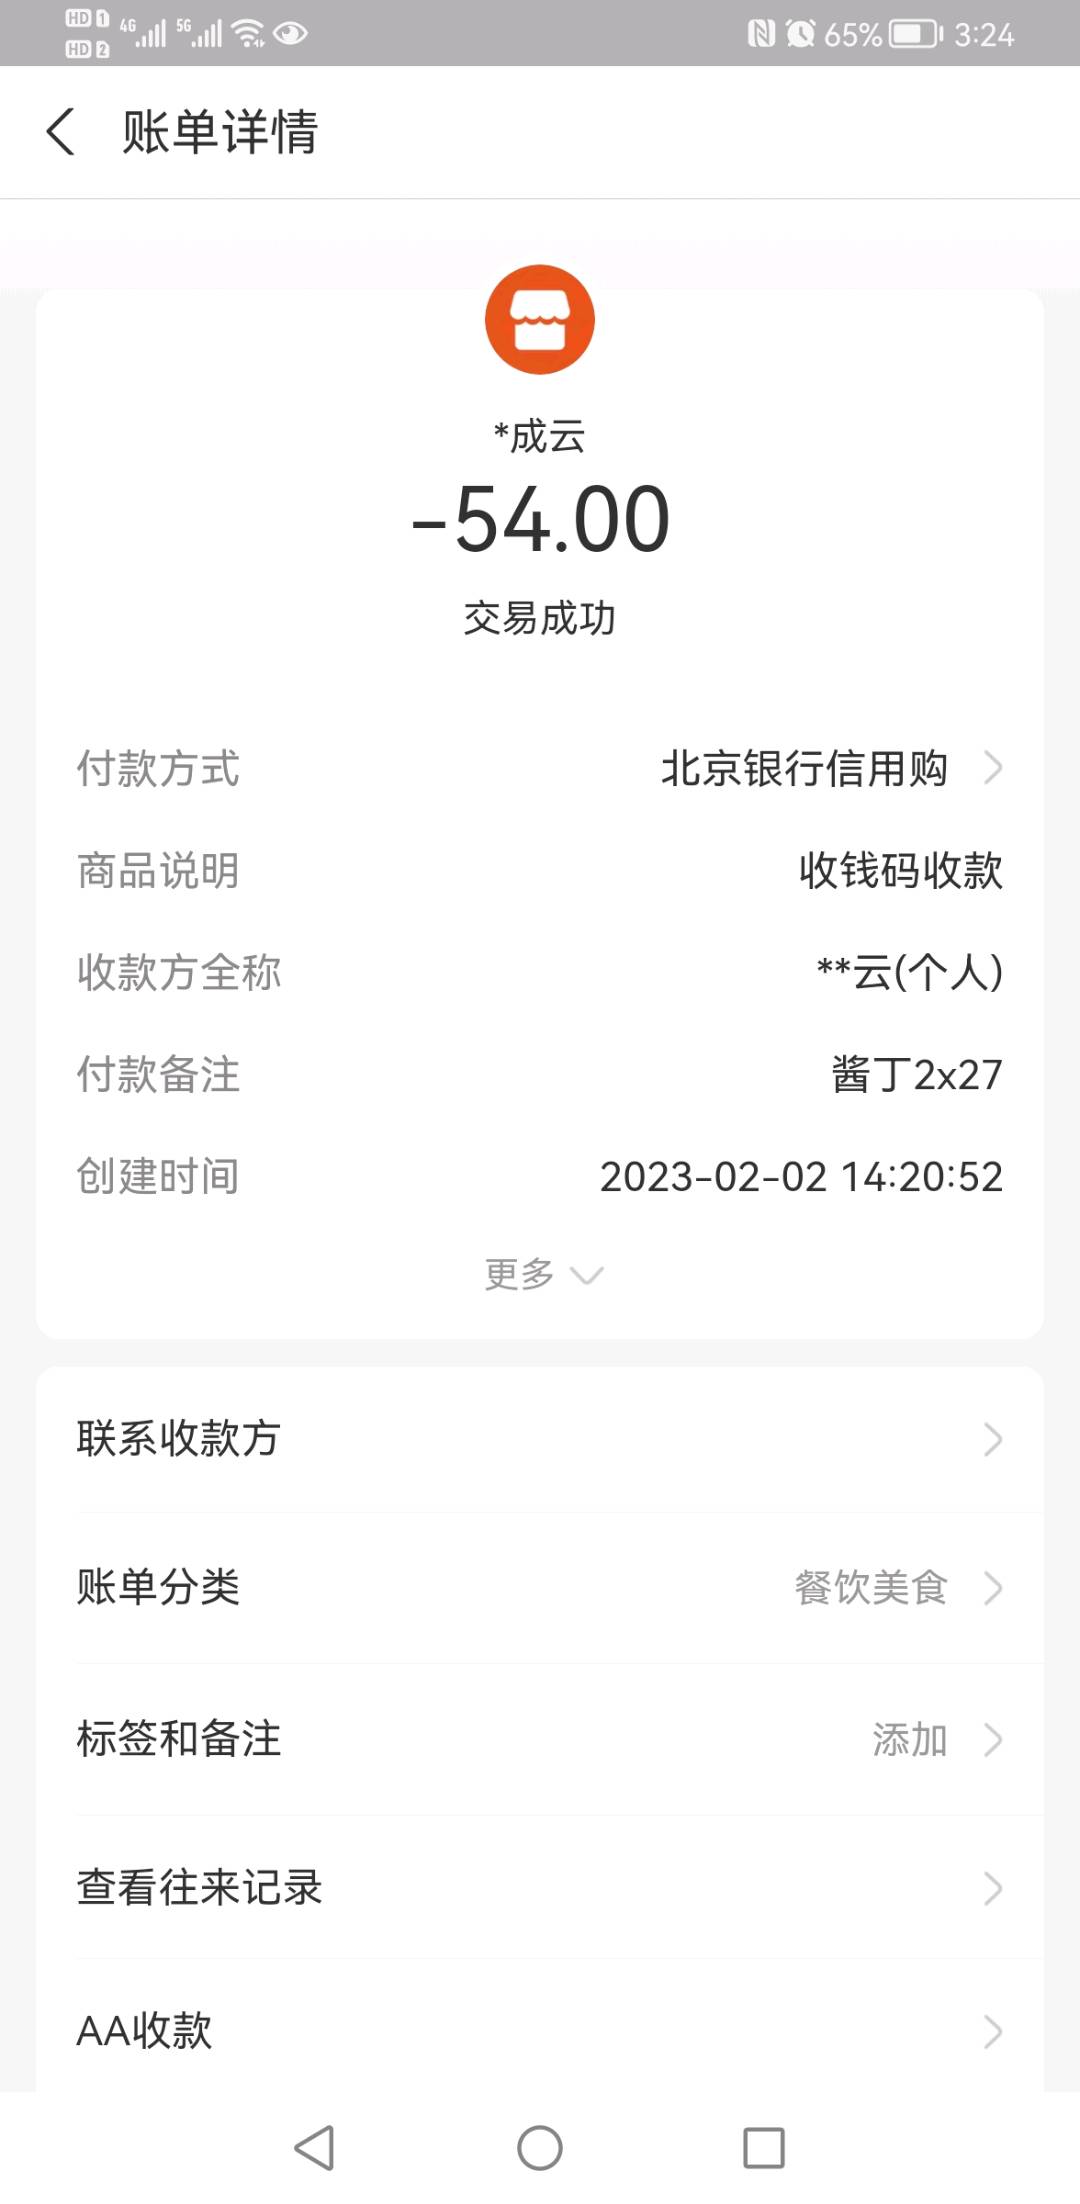 HD 1 4G 5G 65% 3:24
HD 2
账单详情
*成云
-54.00
交易成功
付款方式 北京银行信用购
商品说明 收钱码收款
收款方全称 **云(个人)
付款备注 酱丁2x27
创建时间 2023-02-02 14:20:52
更多
联系收款方
账单分类 餐饮美食
标签和备注 添加
查看往来记录
AA收款